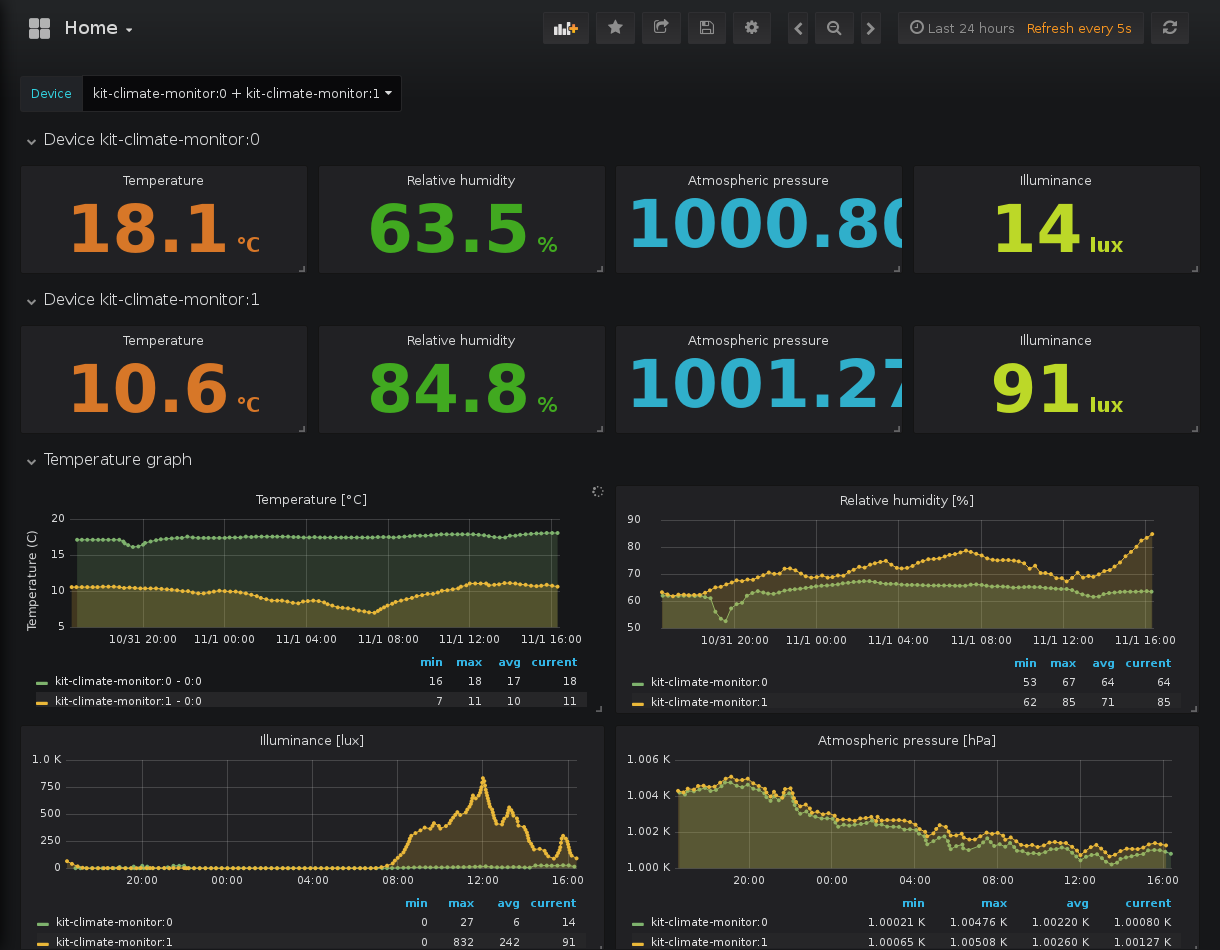 Home
Last 24 hours Refresh every 5s
Device kit-climate-monitor:0 + kit-climate-monitor:1
Device kit-climate-monitor:0
Temperature Relative humidity Atmospheric pressure Illuminance
18.1 °C 63.5 % 1000.80 14 lux
Device kit-climate-monitor:1
Temperature Relative humidity Atmospheric pressure Illuminance
10.6 °C 84.8 % 1001.27 91 lux
Temperature graph
Temperature [°C]
Temperature (C)
20
15
10
5
10/31 20:00 11/1 00:00 11/1 04:00 11/1 08:00 11/1 12:00 11/1 16:00
min max avg current
kit-climate-monitor:0 - 0:0 16 18 17 18
kit-climate-monitor:1 - 0:0 7 11 10 11
Relative humidity [%]
90
80
70
60
50
10/31 20:00 11/1 00:00 11/1 04:00 11/1 08:00 11/1 12:00 11/1 16:00
min max avg current
kit-climate-monitor:0 53 67 64 64
kit-climate-monitor:1 62 85 71 85
Illuminance [lux]
1.0 K
750
500
250
0
20:00 00:00 04:00 08:00 12:00 16:00
min max avg current
kit-climate-monitor:0 0 27 6 14
kit-climate-monitor:1 0 832 242 91
Atmospheric pressure [hPa]
1.006 K
1.004 K
1.002 K
1.000 K
20:00 00:00 04:00 08:00 12:00 16:00
min max avg current
kit-climate-monitor:0 1.00021 K 1.00476 K 1.00220 K 1.00080 K
kit-climate-monitor:1 1.00065 K 1.00508 K 1.00260 K 1.00127 K